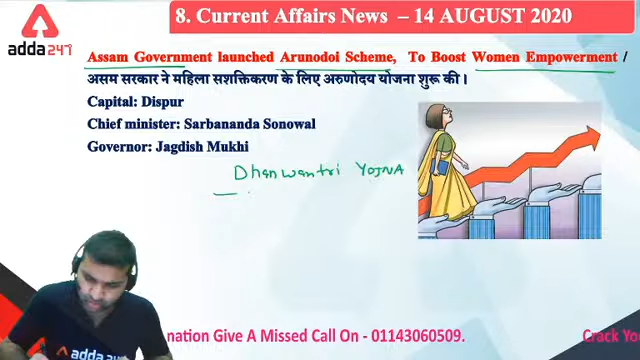 8. Current Affairs News – 14 AUGUST 2020
adda247
Assam Government launched Arunodoi Scheme, To Boost Women Empowerment /
असम सरकार ने महिला सशक्तिकरण के लिए अरुणोदय योजना शुरू की।
Capital: Dispur
Chief minister: Sarbananda Sonowal
Governor: Jagdish Mukhi
Dhanwantri YOJNA
adda247
nation Give A Missed Call On - 01143060509.
Crack Yo